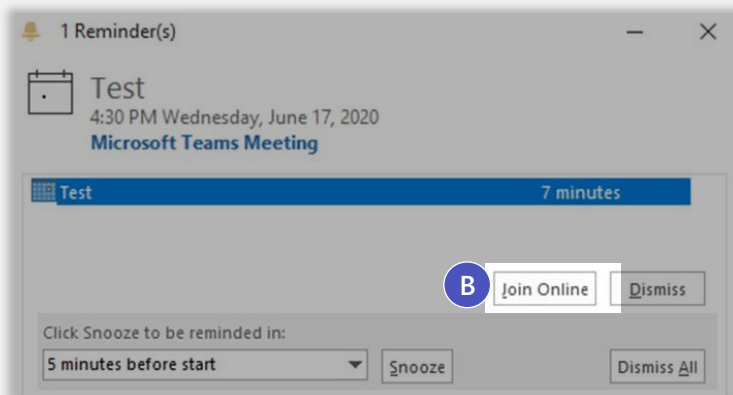 1 Reminder(s)
Test
4:30 PM Wednesday, June 17, 2020
Microsoft Teams Meeting
Test 7 minutes
B Join Online Dismiss
Click Snooze to be reminded in:
5 minutes before start Snooze Dismiss All